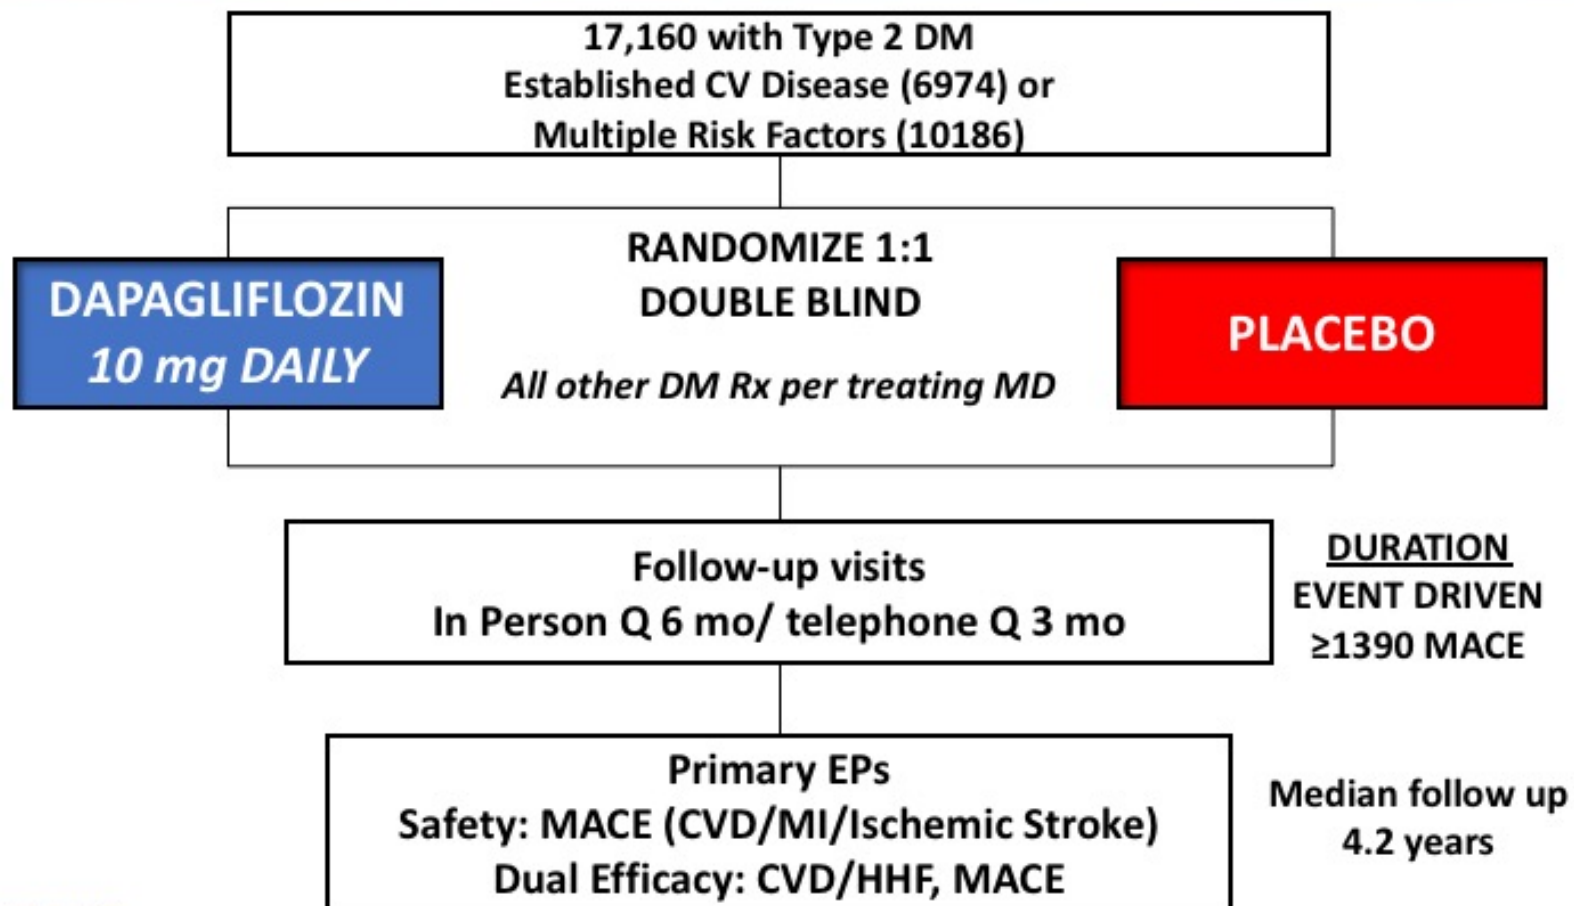 17,160 with Type 2 DM
Established CV Disease (6974) or
Multiple Risk Factors (10186)
RANDOMIZE 1:1
DOUBLE BLIND
All other DM Rx per treating MD
DAPAGLIFLOZIN
10 mg DAILY
PLACEBO
Follow-up visits
In Person Q 6 mo/ telephone Q 3 mo
DURATION
EVENT DRIVEN
≥1390 MACE
Primary EPs
Safety: MACE (CVD/MI/Ischemic Stroke)
Dual Efficacy: CVD/HHF, MACE
Median follow up
4.2 years